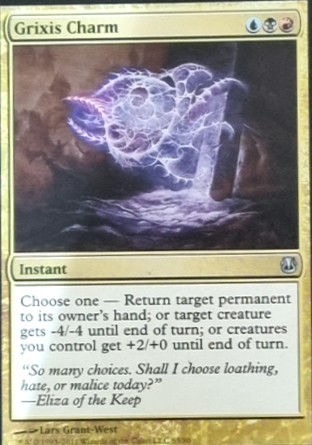 Grixis Charm
Instant
Choose one — Return target permanent
to its owner's hand; or target creature
gets -4/-4 until end of turn; or creatures
you control get +2/+0 until end of turn.
"So many choices. Shall I choose loathing,
hate, or malice today?"
—Eliza of the Keep
Lars Grant-West